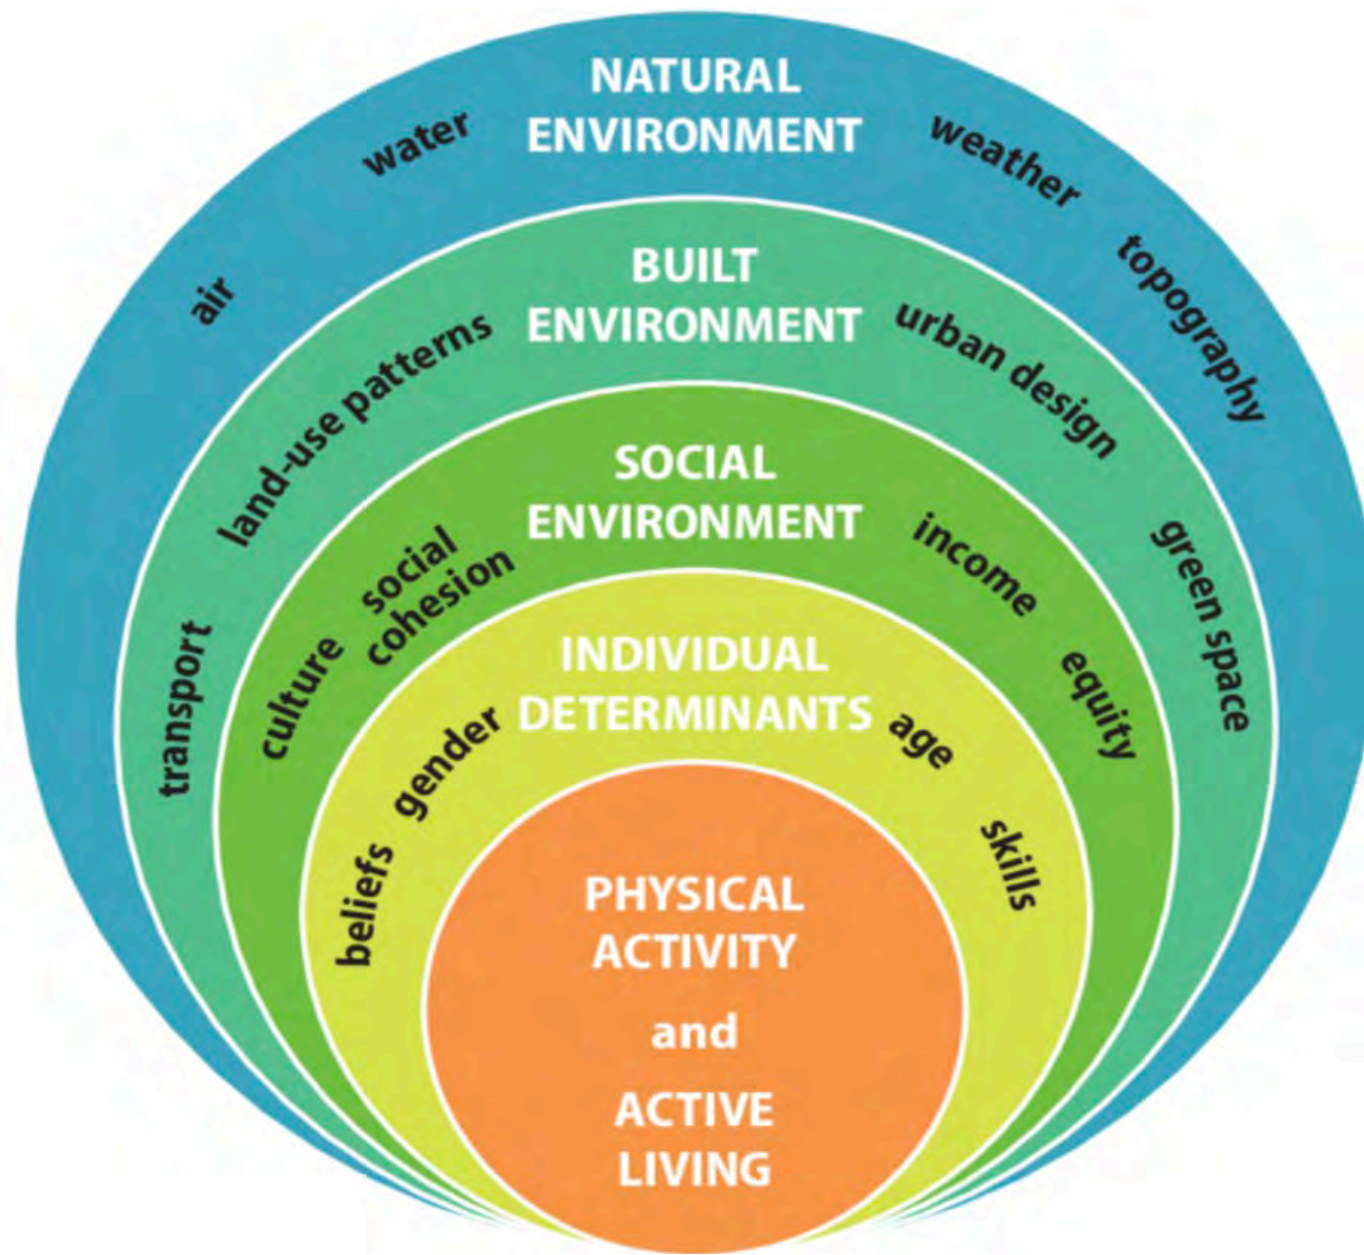 NATURAL
ENVIRONMENT
air
water
weather
topography
BUILT
ENVIRONMENT
transport
land-use patterns
urban design
green space
SOCIAL
ENVIRONMENT
culture
social
cohesion
income
equity
INDIVIDUAL
DETERMINANTS
beliefs
gender
age
skills
PHYSICAL
ACTIVITY
and
ACTIVE
LIVING